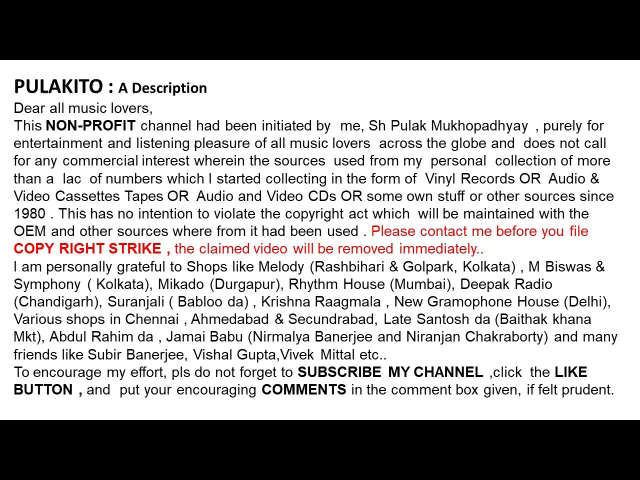 PULAKITO : A Description
Dear all music lovers,
This NON-PROFIT channel had been initiated by me, Sh Pulak Mukhopadhyay , purely for
entertainment and listening pleasure of all music lovers across the globe and does not call
for any commercial interest wherein the sources used from my personal collection of more
than a lac of numbers which I started collecting in the form of Vinyl Records OR Audio &
Video Cassettes Tapes OR Audio and Video CDs OR some own stuff or other sources since
1980 . This has no intention to violate the copyright act which will be maintained with the
OEM and other sources where from it had been used . Please contact me before you file
COPY RIGHT STRIKE , the claimed video will be removed immediately..
I am personally grateful to Shops like Melody (Rashbihari & Golpark, Kolkata) , M Biswas &
Symphony ( Kolkata), Mikado (Durgapur), Rhythm House (Mumbai), Deepak Radio
(Chandigarh), Suranjali ( Babloo da) , Krishna Raagmala , New Gramophone House (Delhi),
Various shops in Chennai , Ahmedabad & Secundrabad, Late Santosh da (Baithak khana
Mkt), Abdul Rahim da , Jamai Babu (Nirmalya Banerjee and Niranjan Chakraborty) and many
friends like Subir Banerjee, Vishal Gupta,Vivek Mittal etc..
To encourage my effort, pls do not forget to SUBSCRIBE MY CHANNEL ,click the LIKE
BUTTON , and put your encouraging COMMENTS in the comment box given, if felt prudent.